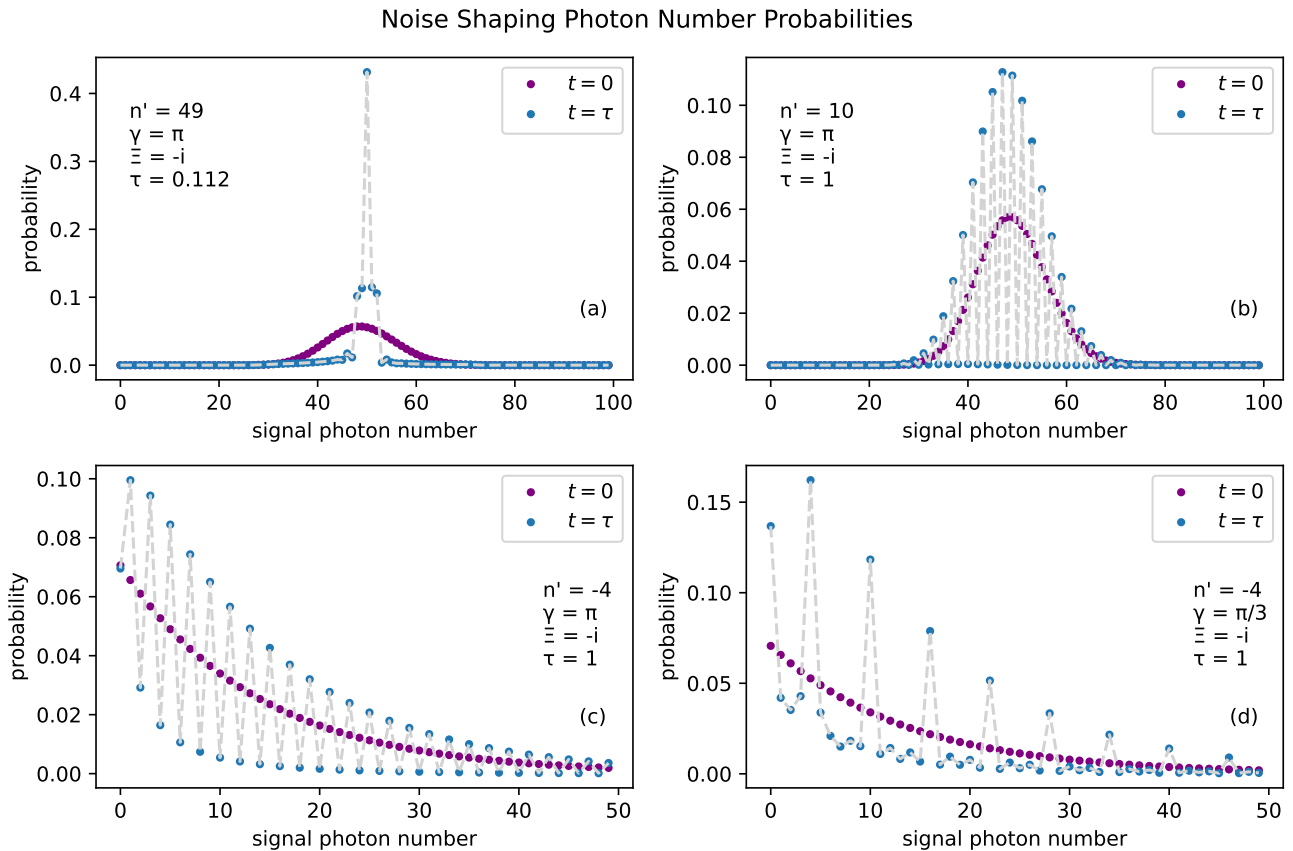 Noise Shaping Photon Number Probabilities
0.4
0.3
0.2
0.1
0.0
probability
n' = 49
γ = π
Ξ = -i
τ = 0.112
t = 0
t = τ
(a)
0 20 40 60 80 100
signal photon number
0.10
0.08
0.06
0.04
0.02
0.00
probability
n' = 10
γ = π
Ξ = -i
τ = 1
t = 0
t = τ
(b)
0 20 40 60 80 100
signal photon number
0.10
0.08
0.06
0.04
0.02
0.00
probability
t = 0
t = τ
n' = -4
γ = π
Ξ = -i
τ = 1
(c)
0 10 20 30 40 50
signal photon number
0.15
0.10
0.05
0.00
probability
t = 0
t = τ
n' = -4
γ = π/3
Ξ = -i
τ = 1
(d)
0 10 20 30 40 50
signal photon number